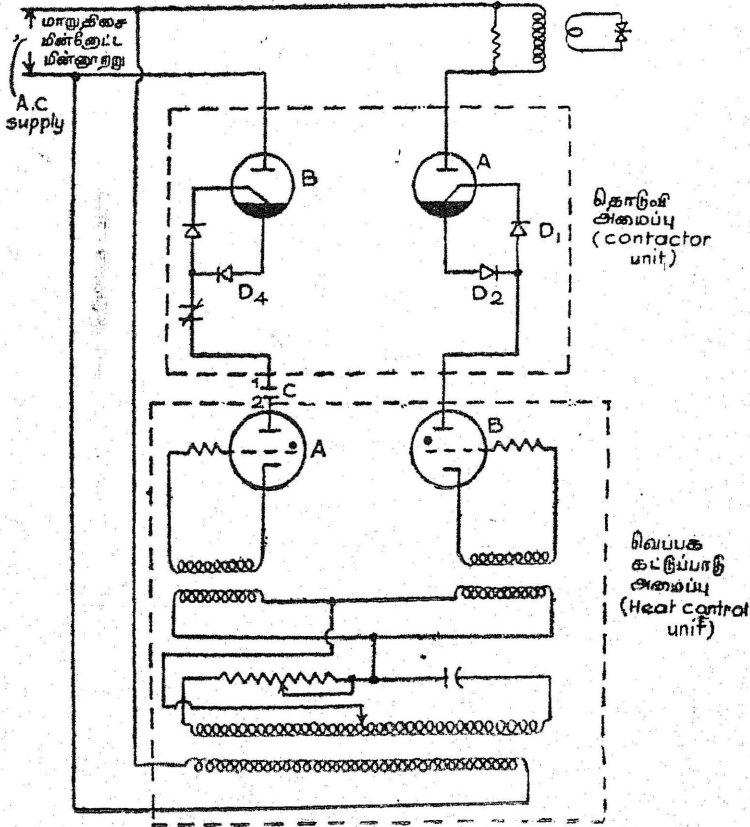 மாறுதிசை
மின்னோட்ட
மின்னூற்று
A.C
supply
B
A
D1
D2
D4
தொடுவி
அமைப்பு
(contactor
unit)
1
2
C
A
B
வெப்பக்
கட்டுப்பாடு
அமைப்பு
(Heat control
unit)